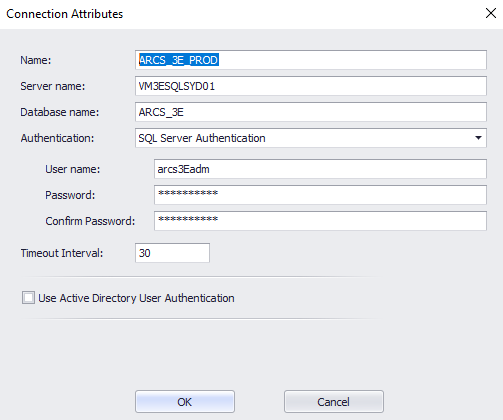 Connection Attributes
Name: ARCS_3E_PROD
Server name: VM3ESQLSYD01
Database name: ARCS_3E
Authentication: SQL Server Authentication
User name: arcs3Eadm
Password: **********
Confirm Password: **********
Timeout Interval: 30
Use Active Directory User Authentication
OK Cancel